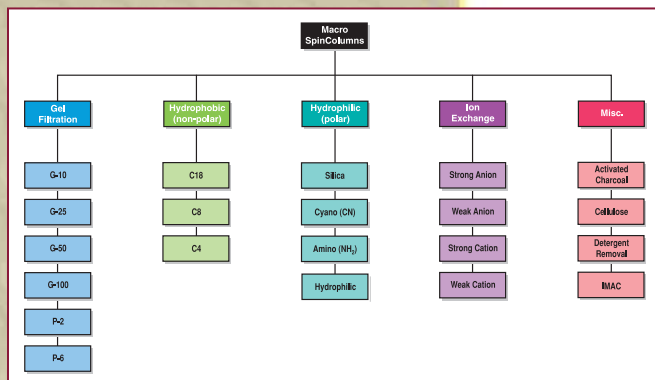 Macro
SpinColumns
Gel
Filtration
Hydrophobic
(non-polar)
Hydrophilic
(polar)
Ion
Exchange
Misc.
G-10
G-25
G-50
G-100
P-2
P-6
C18
C8
C4
Silica
Cyano (CN)
Amino (NH₂)
Hydrophilic
Strong Anion
Weak Anion
Strong Cation
Weak Cation
Activated
Charcoal
Cellulose
Detergent
Removal
IMAC